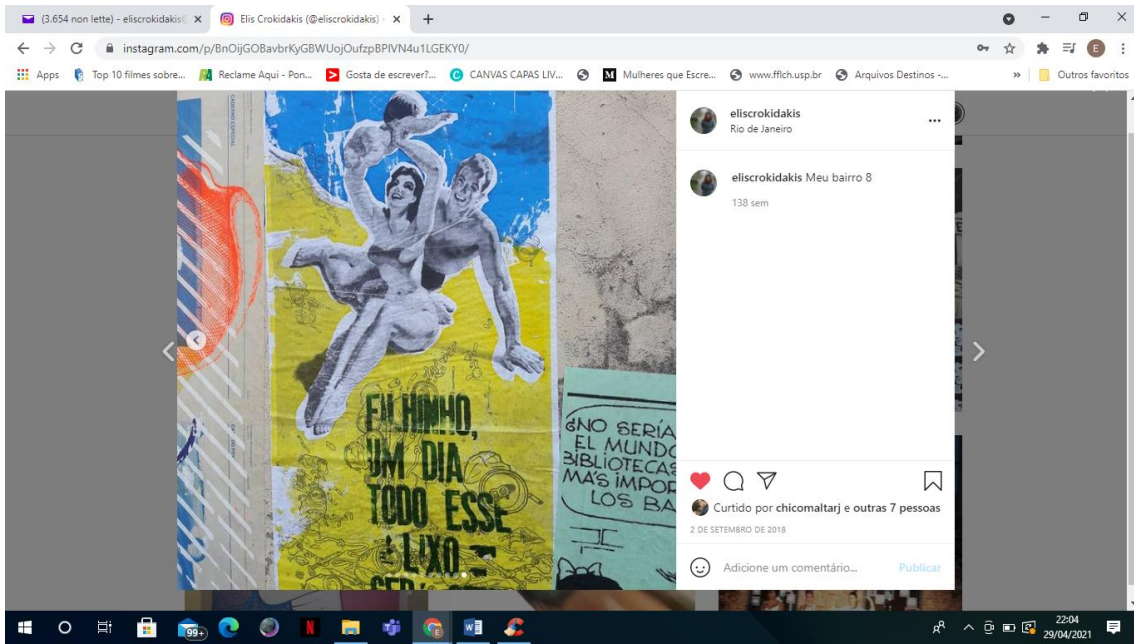 (3.654 non lette) - eliscrokidakis@
Elis Crokidakis (@eliscrokidakis) -
instagram.com/p/BnOijGOBavbrKyGBWUojOufzpBPIVN4u1LGEKY0/
E
Apps
Top 10 filmes sobre...
Reclame Aqui - Pon...
Gosta de escrever?...
CANVAS CAPAS LIV...
Mulheres que Escre...
www.fflch.usp.br
Arquivos Destinos -...
»
Outros favoritos
CADERNO ESPECIAL
FILHINHO,
UM DIA
TODO ESSE
LIXO
¿NO SERÍA
EL MUNDO
BIBLIOTECAS
MÁS IMPOR
LOS BA
eliscrokidakis
Rio de Janeiro
eliscrokidakis Meu bairro 8
138 sem
Curtido por chicomaltarj e outras 7 pessoas
2 DE SETEMBRO DE 2018
Adicione um comentário...
Publicar
99+
22:04
29/04/2021